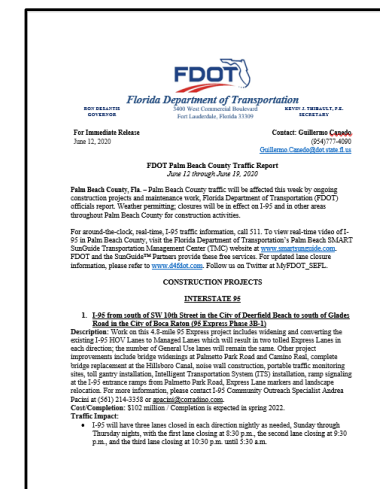 FDOT
Florida Department of Transportation
RON DESANTIS
GOVERNOR
3400 West Commercial Boulevard
Fort Lauderdale, Florida 33309
KEVIN J. THIBAULT, P.E.
SECRETARY
For Immediate Release
June 12, 2020
Contact: Guillermo Canedo
(954)777-4090
Guillermo.Canedo@dot.state.fl.us
FDOT Palm Beach County Traffic Report
June 12 through June 19, 2020
Palm Beach County, Fla. – Palm Beach County traffic will be affected this week by ongoing
construction projects and maintenance work, Florida Department of Transportation (FDOT)
officials report. Weather permitting; closures will be in effect on I-95 and in other areas
throughout Palm Beach County for construction activities.
For around-the-clock, real-time, I-95 traffic information, call 511. To view real-time video of I-
95 in Palm Beach County, visit the Florida Department of Transportation's Palm Beach SMART
SunGuide Transportation Management Center (TMC) website at www.smartsunguide.com.
FDOT and the SunGuide™ Partners provide these free services. For updated lane closure
information, please refer to www.d4fdot.com. Follow us on Twitter at MyFDOT_SEFL.
CONSTRUCTION PROJECTS
INTERSTATE 95
1. I-95 from south of SW 10th Street in the City of Deerfield Beach to south of Glades
Road in the City of Boca Raton (95 Express Phase 3B-1)
Description: Work on this 4.8-mile 95 Express project includes widening and converting the
existing I-95 HOV Lanes to Managed Lanes which will result in two tolled Express Lanes in
each direction; the number of General Use lanes will remain the same. Other project
improvements include bridge widenings at Palmetto Park Road and Camino Real, complete
bridge replacement at the Hillsboro Canal, noise wall construction, portable traffic monitoring
sites, toll gantry installation, Intelligent Transportation System (ITS) installation, ramp signaling
at the I-95 entrance ramps from Palmetto Park Road, Express Lane markers and landscape
relocation. For more information, please contact I-95 Community Outreach Specialist Andrea
Pacini at (561) 214-3358 or apacini@corradino.com.
Cost/Completion: $102 million / Completion is expected in spring 2022.
Traffic Impact:
• I-95 will have three lanes closed in each direction nightly as needed, Sunday through
Thursday nights, with the first lane closing at 8:30 p.m., the second lane closing at 9:30
p.m., and the third lane closing at 10:30 p.m. until 5:30 a.m.